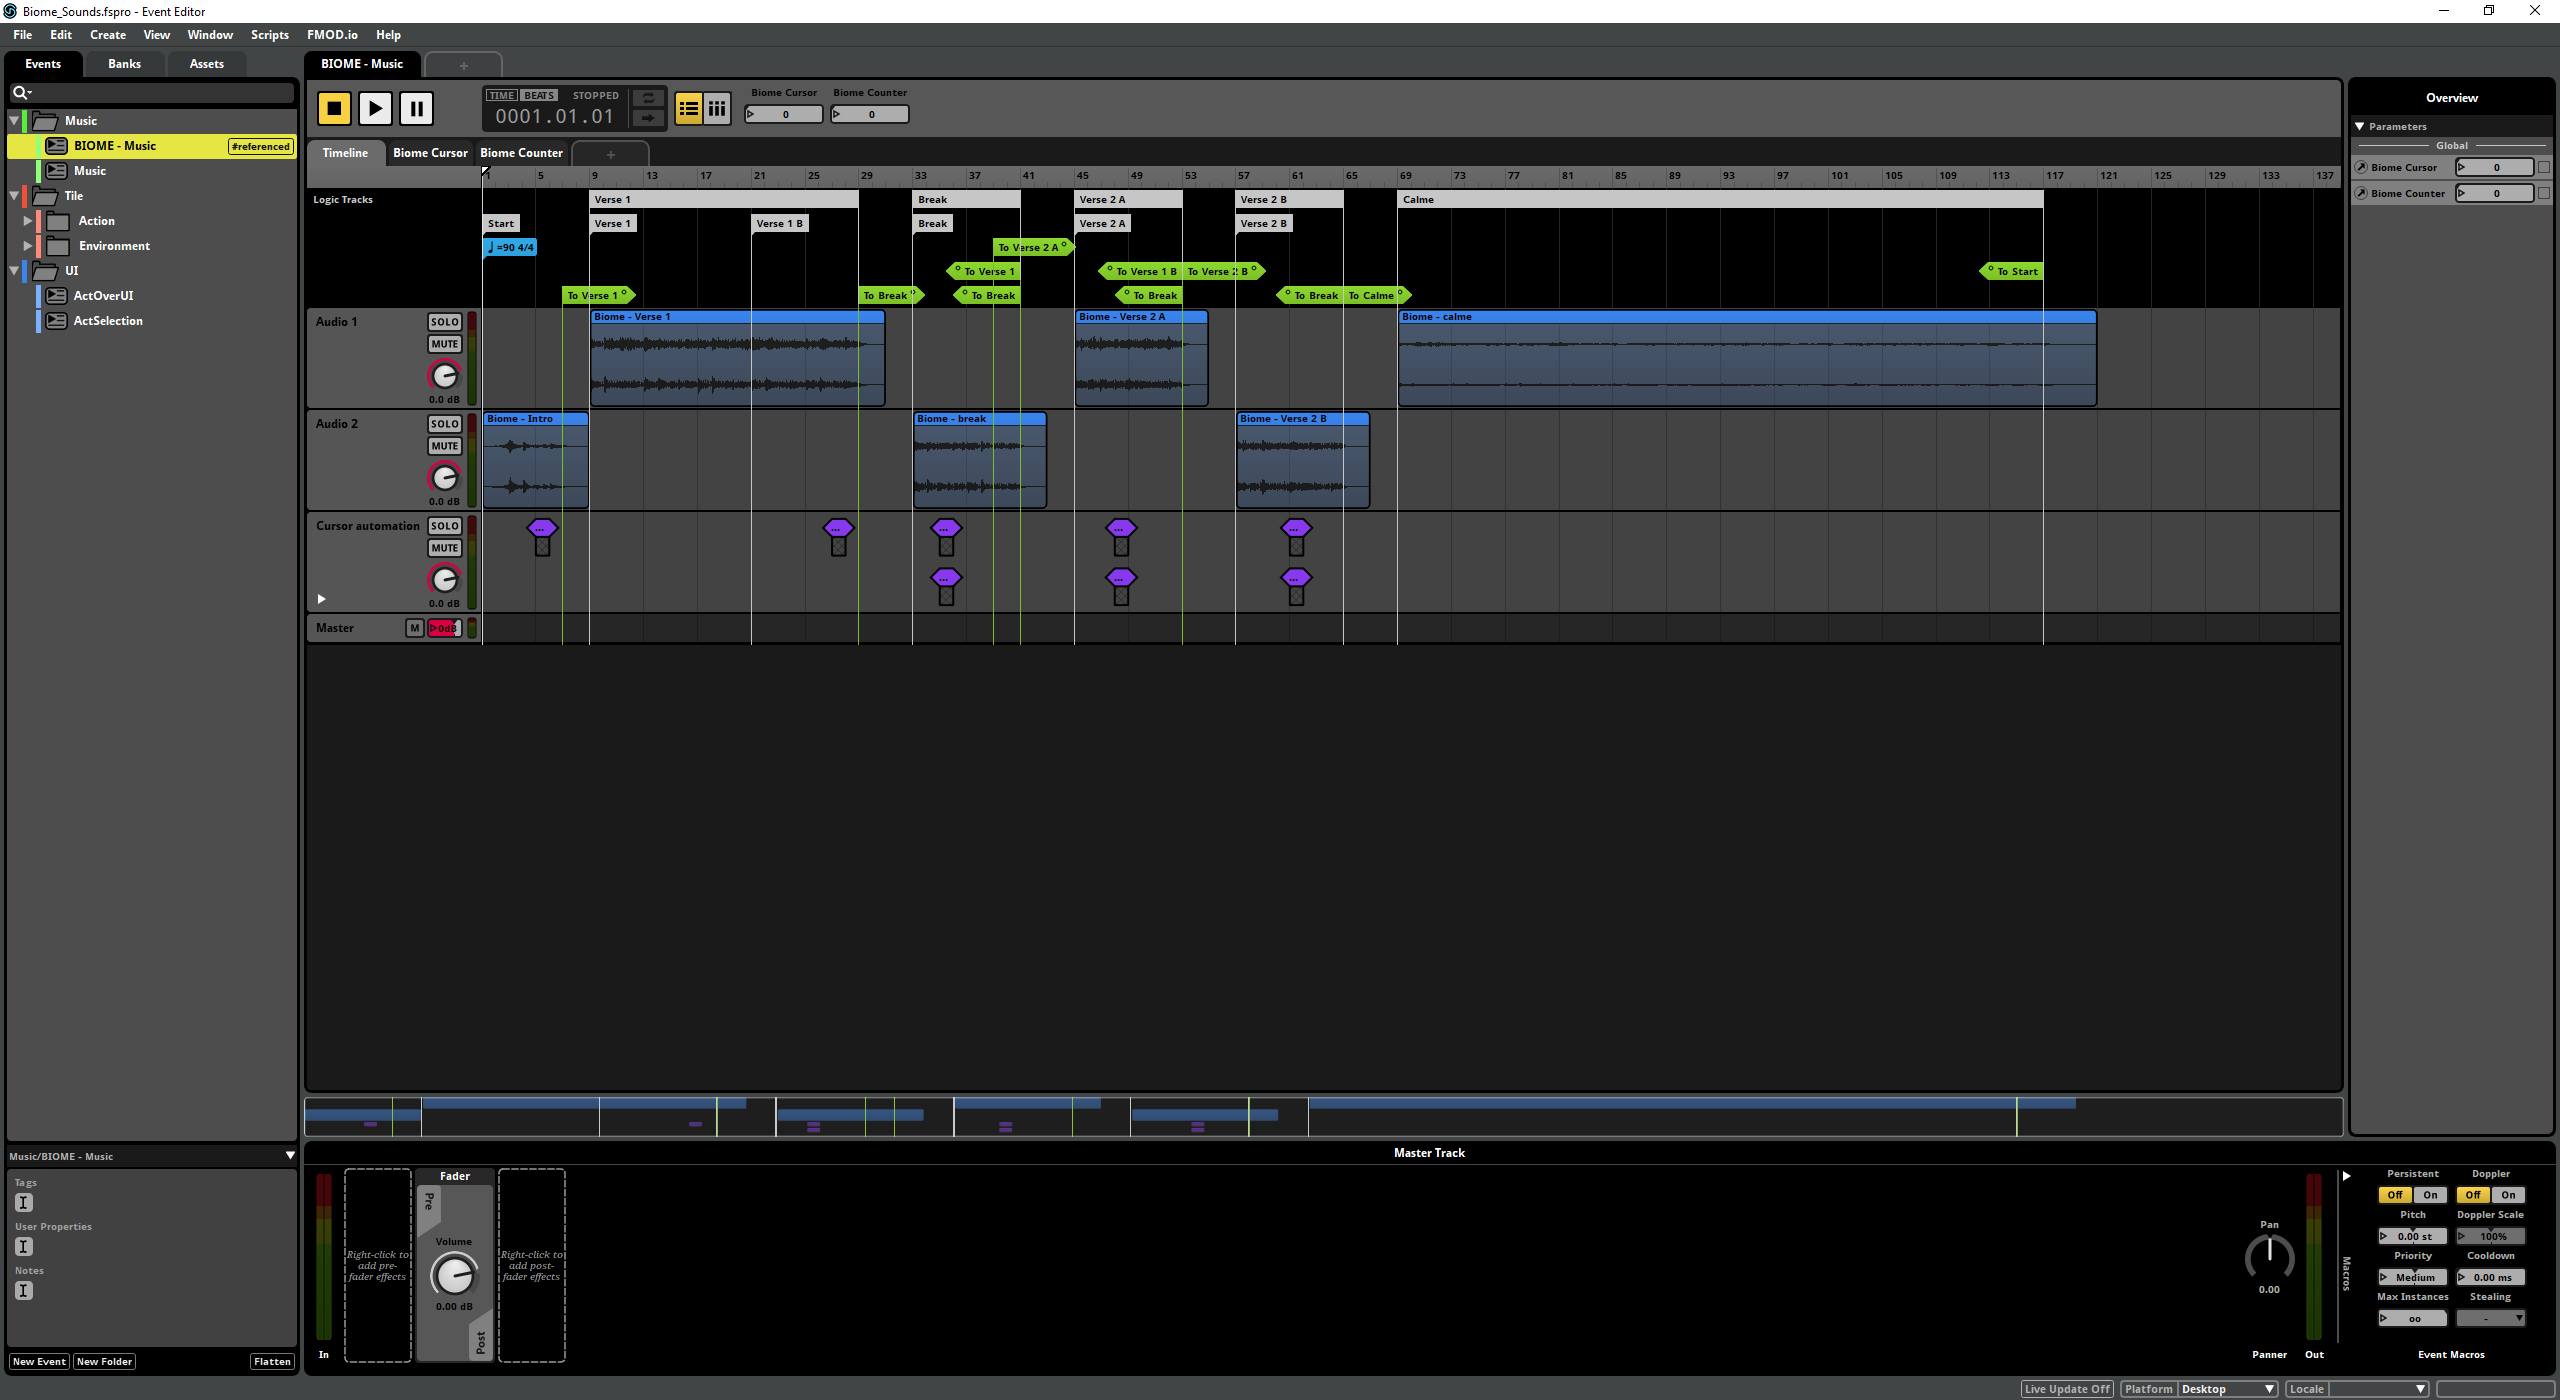 Biome_Sounds.fspro - Event Editor
File Edit Create View Window Scripts FMOD.io Help
Events Banks Assets
BIOME - Music +
Music
BIOME - Music #referenced
Music
Tile
Action
Environment
UI
ActOverUI
ActSelection
TIME BEATS STOPPED
0001.01.01
Biome Cursor Biome Counter
0 0
Timeline Biome Cursor Biome Counter +
1 5 9 13 17 21 25 29 33 37 41 45 49 53 57 61 65 69 73 77 81 85 89 93 97 101 105 109 113 117 121 125 129 133 137
Logic Tracks
Verse 1 Break Verse 2 A Verse 2 B Calme
Start Verse 1 Verse 1 B Break Verse 2 A Verse 2 B
=90 4/4 To Verse 2 A
To Verse 1 To Verse 1 B To Verse 2 B To Start
To Verse 1 To Break To Break To Break To Break To Calme
Audio 1 SOLO
MUTE
0.0 dB
Biome - Verse 1 Biome - Verse 2 A Biome - calme
Audio 2 SOLO
MUTE
0.0 dB
Biome - Intro Biome - break Biome - Verse 2 B
Cursor automation SOLO
MUTE
0.0 dB
... ... ... ... ...
... ... ...
Master M 0dB
Overview
Parameters
Global
Biome Cursor 0
Biome Counter 0
Music/BIOME - Music
Tags
User Properties
Notes
New Event New Folder Flatten
Master Track
In
Right-click to
add pre-
fader effects
Fader
Pre
Volume
0.00 dB
Post
Right-click to
add post-
fader effects
Pan
0.00
Panner Out
Macros
Persistent Doppler
Off On Off On
Pitch Doppler Scale
0.00 st 100%
Priority Cooldown
Medium 0.00 ms
Max Instances Stealing
oo -
Event Macros
Live Update Off Platform Desktop Locale